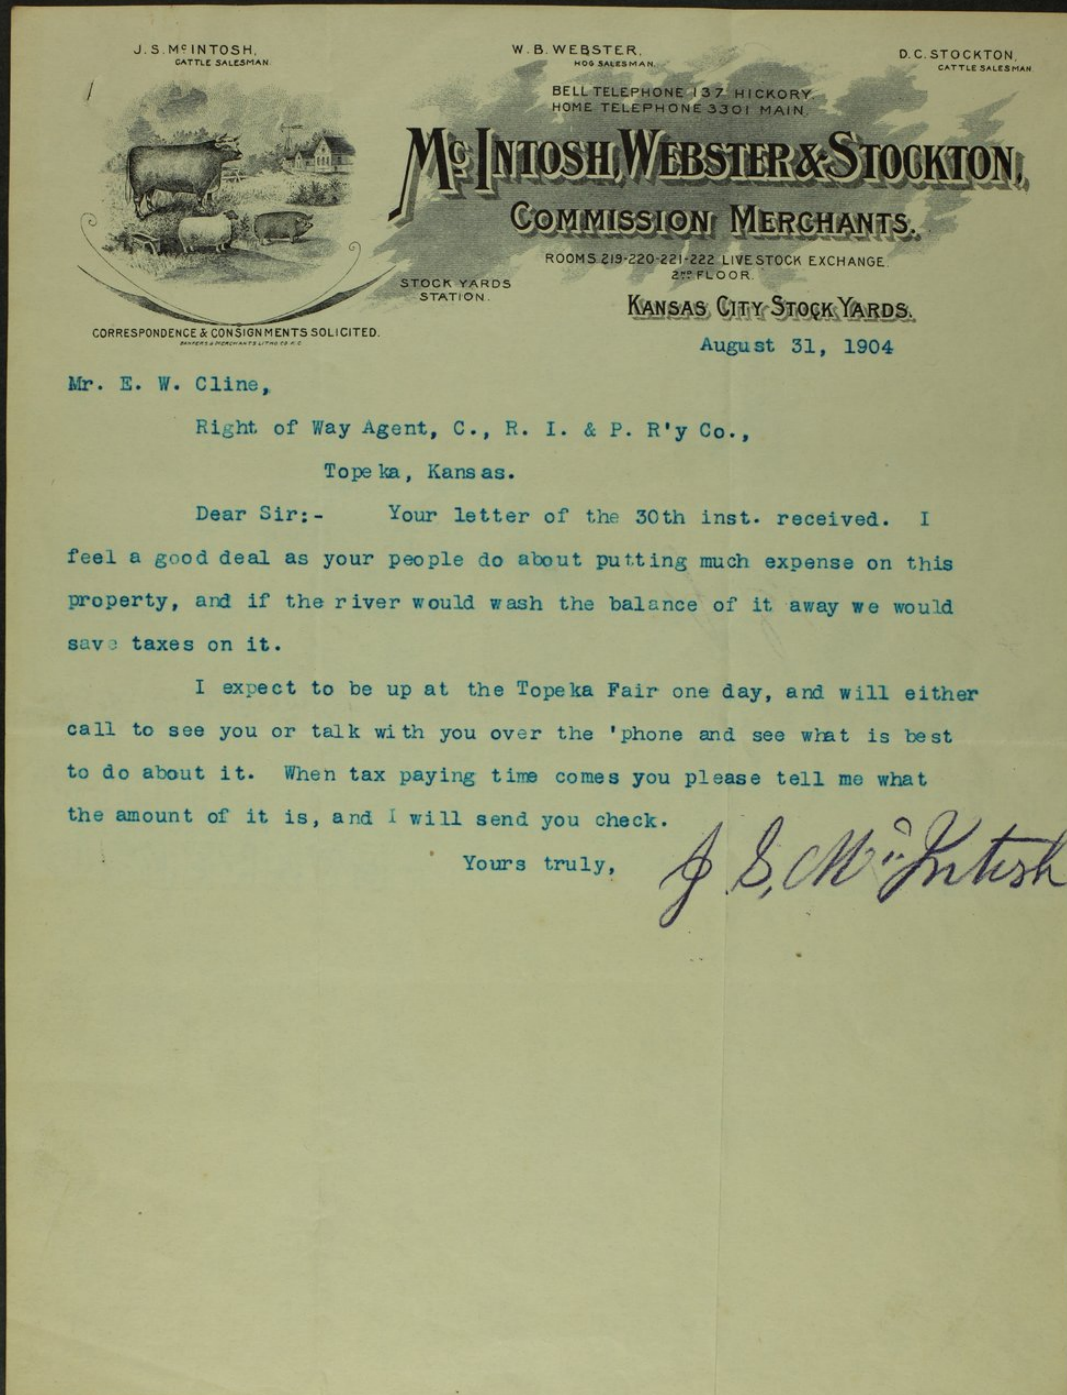 J. S. McINTOSH,
CATTLE SALESMAN.
W. B. WEBSTER,
HOG SALESMAN,
D. C. STOCKTON,
CATTLE SALESMAN
BELL TELEPHONE 137 HICKORY.
HOME TELEPHONE 3301 MAIN.
McINTOSH, WEBSTER & STOCKTON,
COMMISSION MERCHANTS.
ROOMS 219-220-221-222 LIVE STOCK EXCHANGE.
2ND FLOOR.
STOCK YARDS
STATION.
KANSAS CITY STOCK YARDS.
CORRESPONDENCE & CONSIGNMENTS SOLICITED.
BANKERS & MERCHANTS LITHO. CO. K.C.
August 31, 1904
Mr. E. W. Cline,
Right of Way Agent, C., R. I. & P. R'y Co.,
Topeka, Kansas.
Dear Sir:- Your letter of the 30th inst. received. I
feel a good deal as your people do about putting much expense on this
property, and if the river would wash the balance of it away we would
save taxes on it.
I expect to be up at the Topeka Fair one day, and will either
call to see you or talk with you over the 'phone and see what is best
to do about it. When tax paying time comes you please tell me what
the amount of it is, and I will send you check.
Yours truly,
J. S. McIntosh